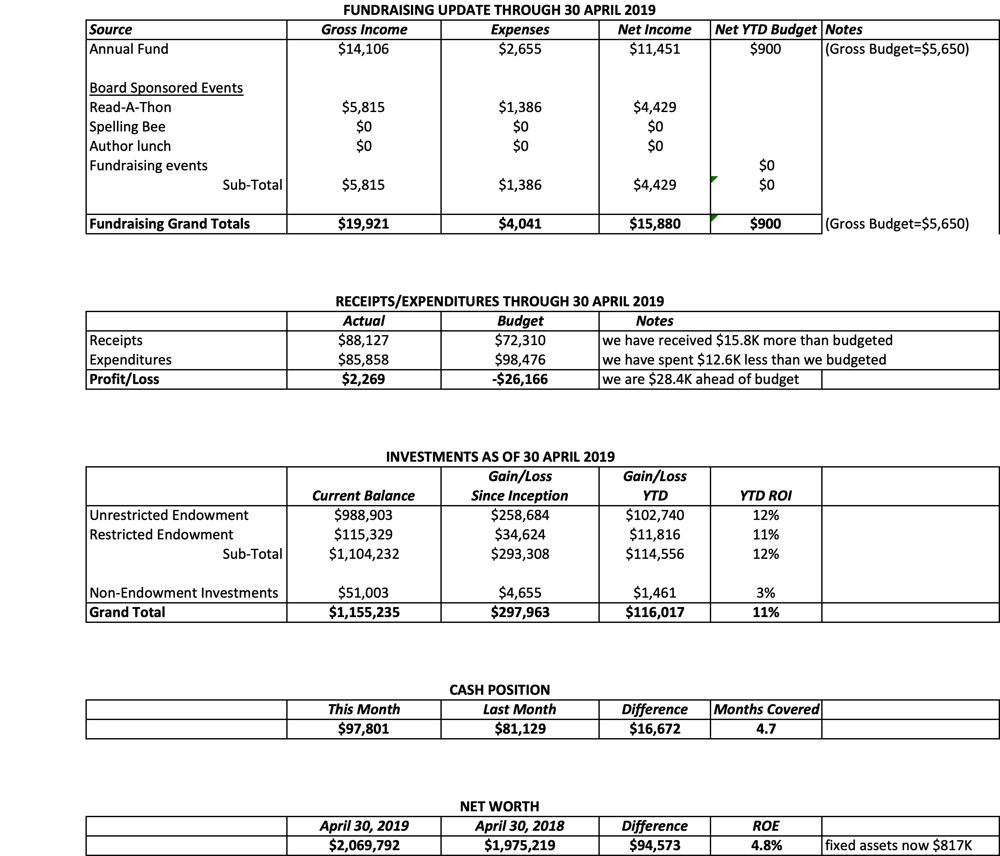 FUNDRAISING UPDATE THROUGH 30 APRIL 2019
Source Gross Income Expenses Net Income Net YTD Budget Notes
Annual Fund $14,106 $2,655 $11,451 $900 (Gross Budget=$5,650)
Board Sponsored Events
Read-A-Thon $5,815 $1,386 $4,429
Spelling Bee $0 $0 $0
Author lunch $0 $0 $0
Fundraising events $0
Sub-Total $5,815 $1,386 $4,429 $0
Fundraising Grand Totals $19,921 $4,041 $15,880 $900 (Gross Budget=$5,650)
RECEIPTS/EXPENDITURES THROUGH 30 APRIL 2019
Actual Budget Notes
Receipts $88,127 $72,310 we have received $15.8K more than budgeted
Expenditures $85,858 $98,476 we have spent $12.6K less than we budgeted
Profit/Loss $2,269 -$26,166 we are $28.4K ahead of budget
INVESTMENTS AS OF 30 APRIL 2019
Gain/Loss Gain/Loss
Current Balance Since Inception YTD YTD ROI
Unrestricted Endowment $988,903 $258,684 $102,740 12%
Restricted Endowment $115,329 $34,624 $11,816 11%
Sub-Total $1,104,232 $293,308 $114,556 12%
Non-Endowment Investments $51,003 $4,655 $1,461 3%
Grand Total $1,155,235 $297,963 $116,017 11%
CASH POSITION
This Month Last Month Difference Months Covered
$97,801 $81,129 $16,672 4.7
NET WORTH
April 30, 2019 April 30, 2018 Difference ROE
$2,069,792 $1,975,219 $94,573 4.8% fixed assets now $817K